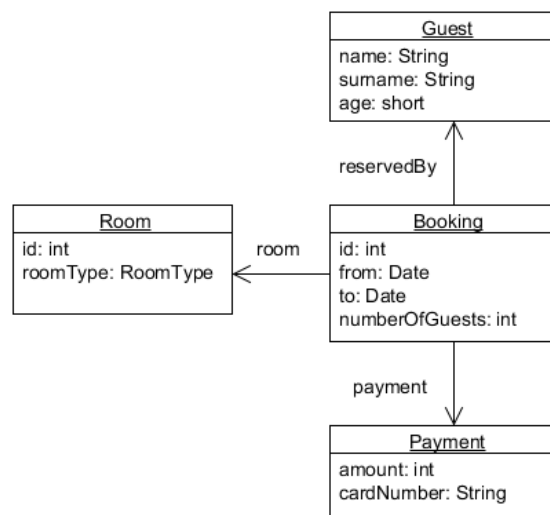 Guest
name: String
surname: String
age: short
reservedBy
Room
id: int
roomType: RoomType
room
Booking
id: int
from: Date
to: Date
numberOfGuests: int
payment
Payment
amount: int
cardNumber: String